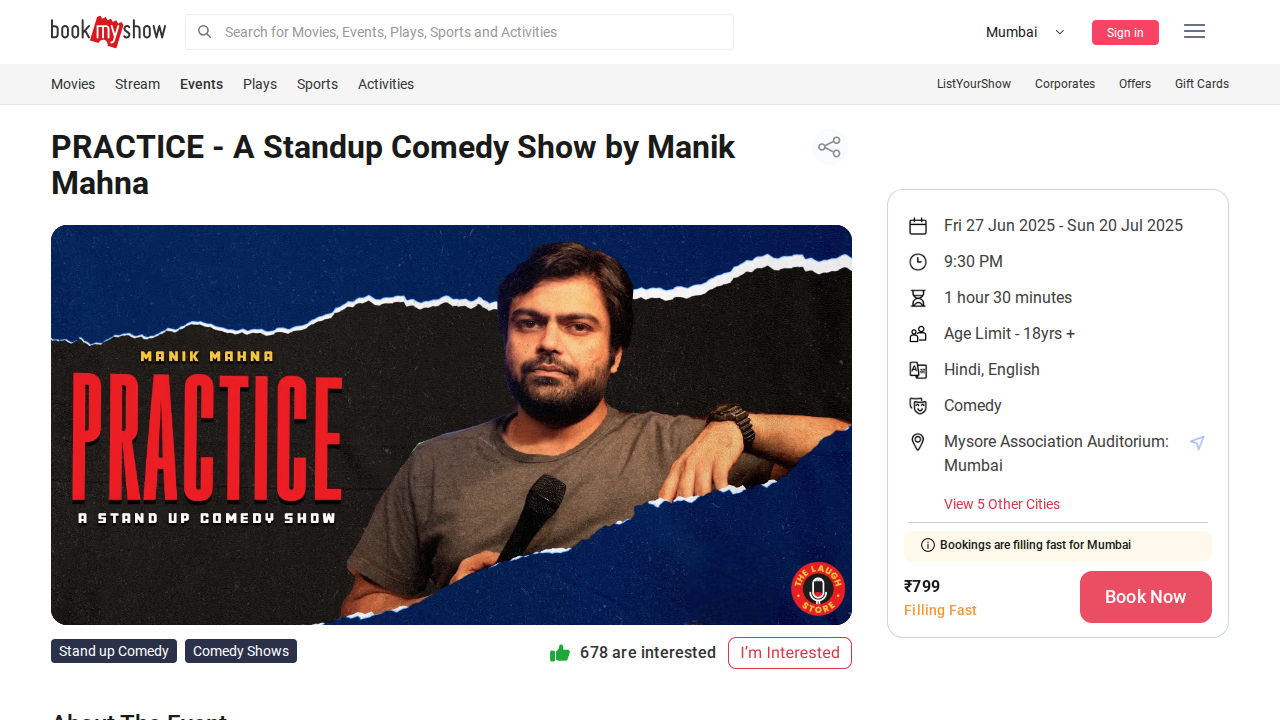 bookmyshow
Search for Movies, Events, Plays, Sports and Activities
Mumbai
Sign in
Movies
Stream
Events
Plays
Sports
Activities
ListYourShow
Corporates
Offers
Gift Cards
PRACTICE - A Standup Comedy Show by Manik
Mahna
MANIK MAHNA
PRACTICE
A STAND UP COMEDY SHOW
THE LAUGH
STORE
Stand up Comedy
Comedy Shows
678 are interested
I'm Interested
Fri 27 Jun 2025 - Sun 20 Jul 2025
9:30 PM
1 hour 30 minutes
Age Limit - 18yrs +
Hindi, English
Comedy
Mysore Association Auditorium:
Mumbai
View 5 Other Cities
Bookings are filling fast for Mumbai
₹799
Filling Fast
Book Now
About The Event